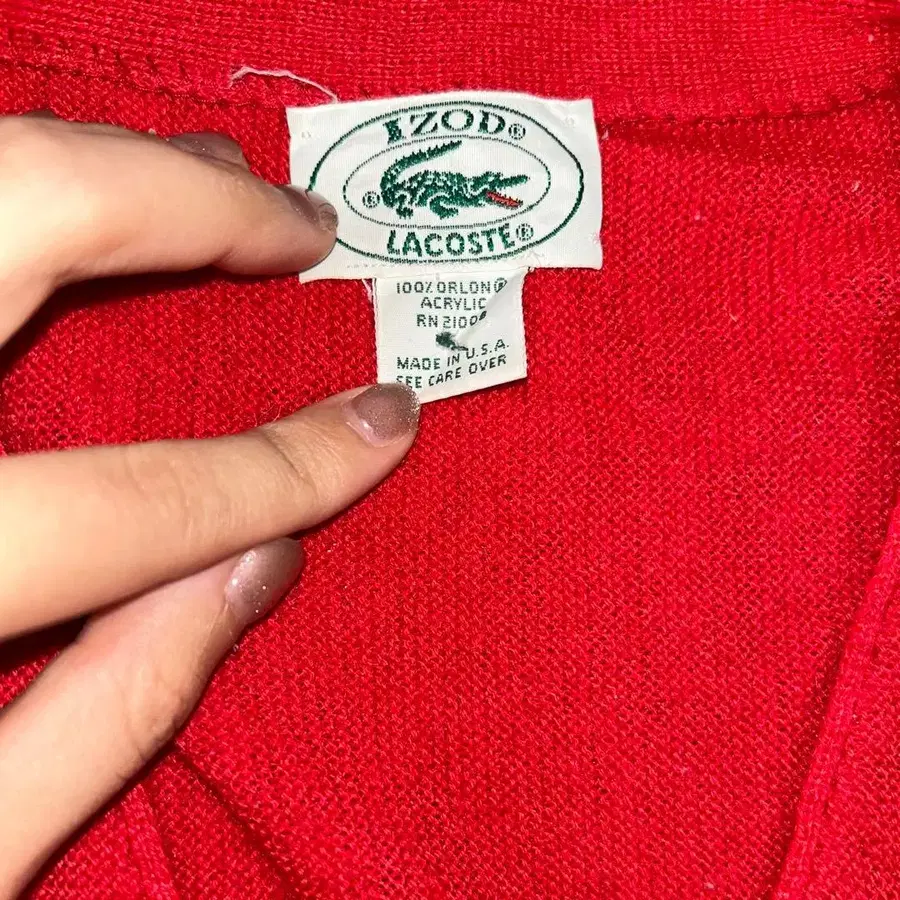 IZOD®
®
LACOSTE®
100% ORLON®
ACRYLIC
MADE IN U.S.A.
SEE CARE OVER